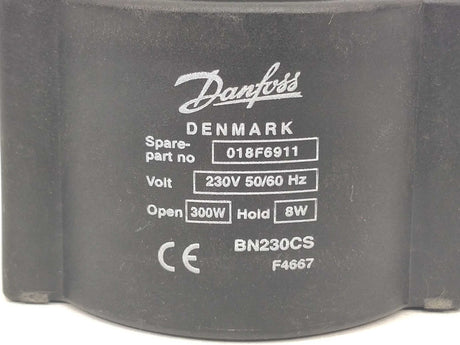 Danfoss
DENMARK
Spare-
part no 018F6911
Volt 230V 50/60 Hz
Open 300W Hold 8W
BN230CS
CE F4667